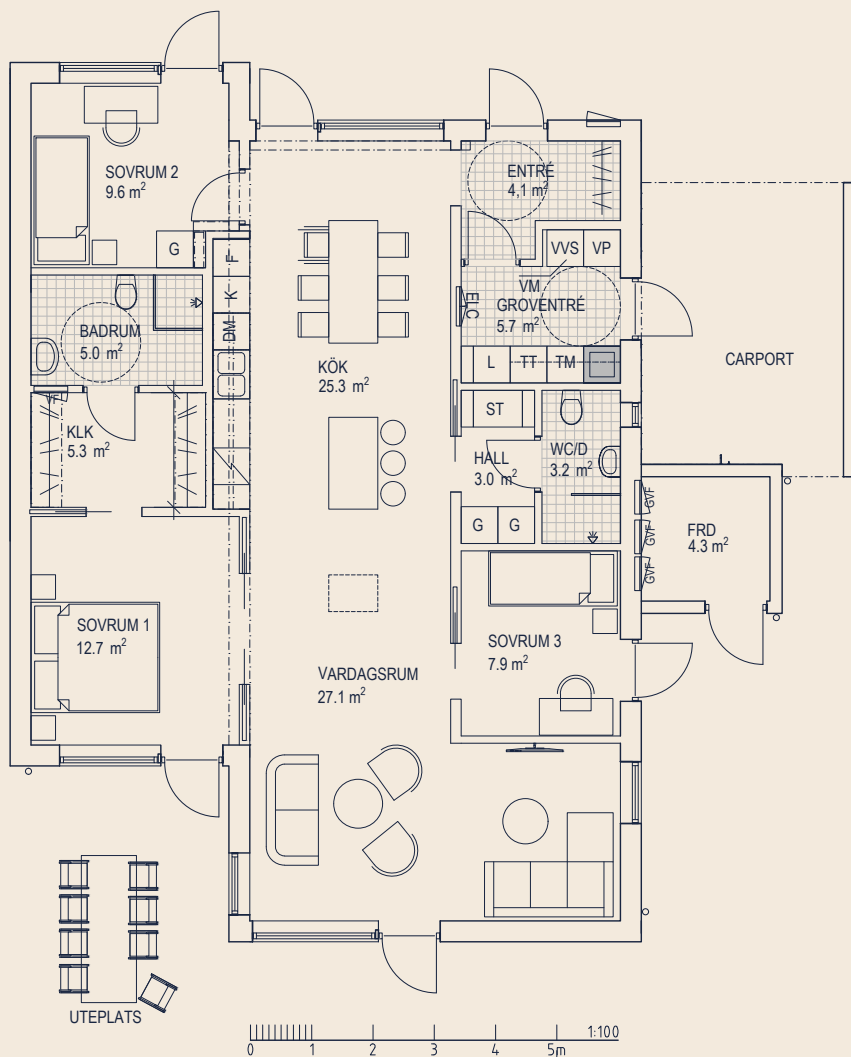 SOVRUM 2
9.6 m²
G
F
K
DM
BADRUM
5.0 m²
VF
KLK
5.3 m²
SOVRUM 1
12.7 m²
KÖK
25.3 m²
VARDAGSRUM
27.1 m²
ENTRÉ
4,1 m²
VVS
VP
VM
GROVENTRÉ
5.7 m²
ELC
L
TT
TM
ST
HALL
3.0 m²
WC/D
3.2 m²
G
G
CARPORT
GVF
GVF
GVF
FRD
4.3 m²
SOVRUM 3
7.9 m²
UTEPLATS
1:100
0 1 2 3 4 5m